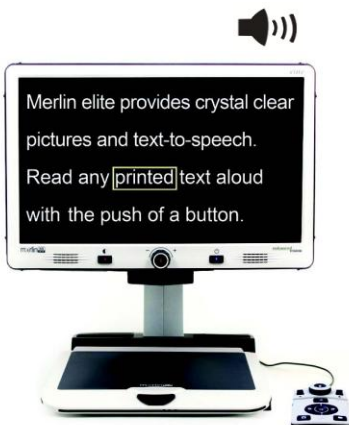 Merlin elite provides crystal clear
pictures and text-to-speech.
Read any printed text aloud
with the push of a button.